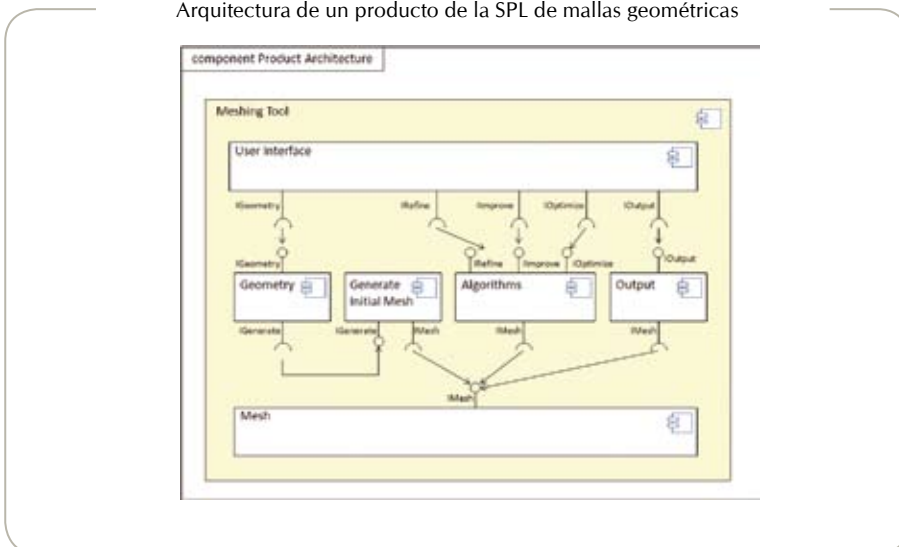 Arquitectura de un producto de la SPL de mallas geométricas
component Product Architecture
Meshing Tool
User Interface
IGeometry
IRefine
IImprove
IOptimize
IOutput
IGeometry
IRefine
IImprove
IOptimize
IOutput
Geometry
Generate
Initial Mesh
Algorithms
Output
IGenerate
IGenerate
IMesh
IMesh
IMesh
IMesh
Mesh